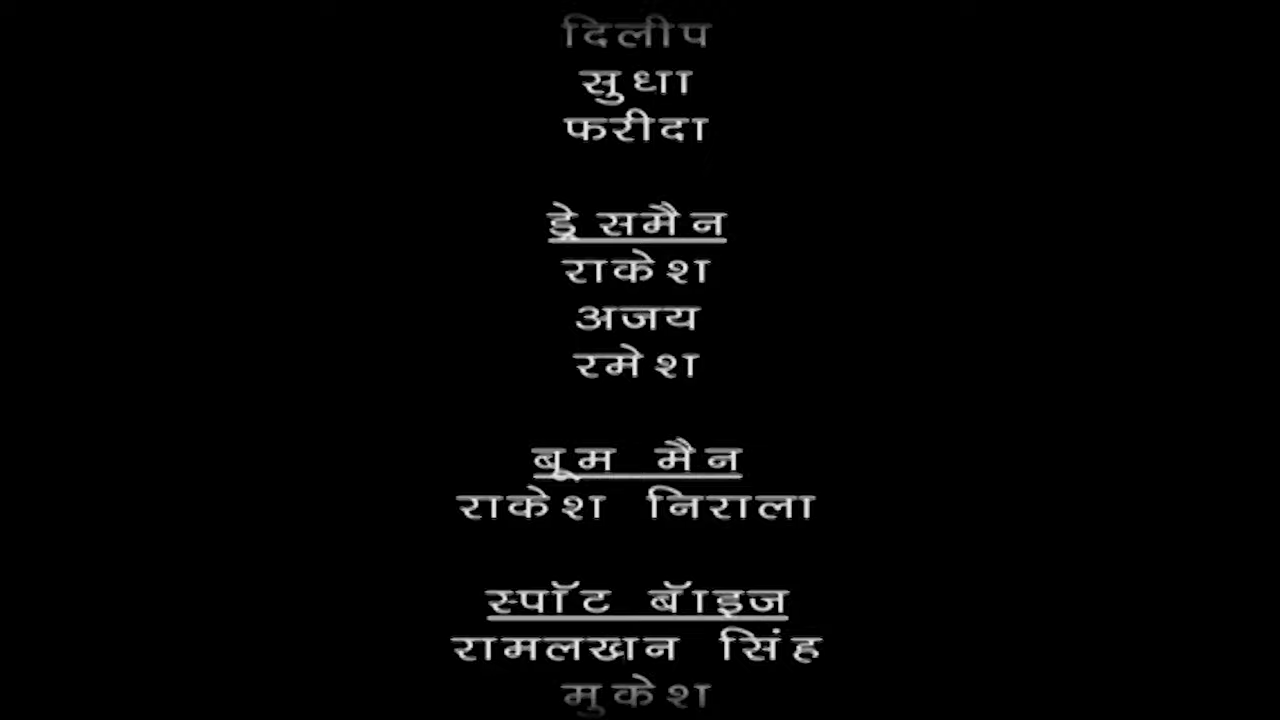 दिलीप
सुधा
फरीदा
ड्रेसमैन
राकेश
अजय
रमेश
बूम मैन
राकेश निराला
स्पॉट बॅाइज
रामलखन सिंह
मुकेश